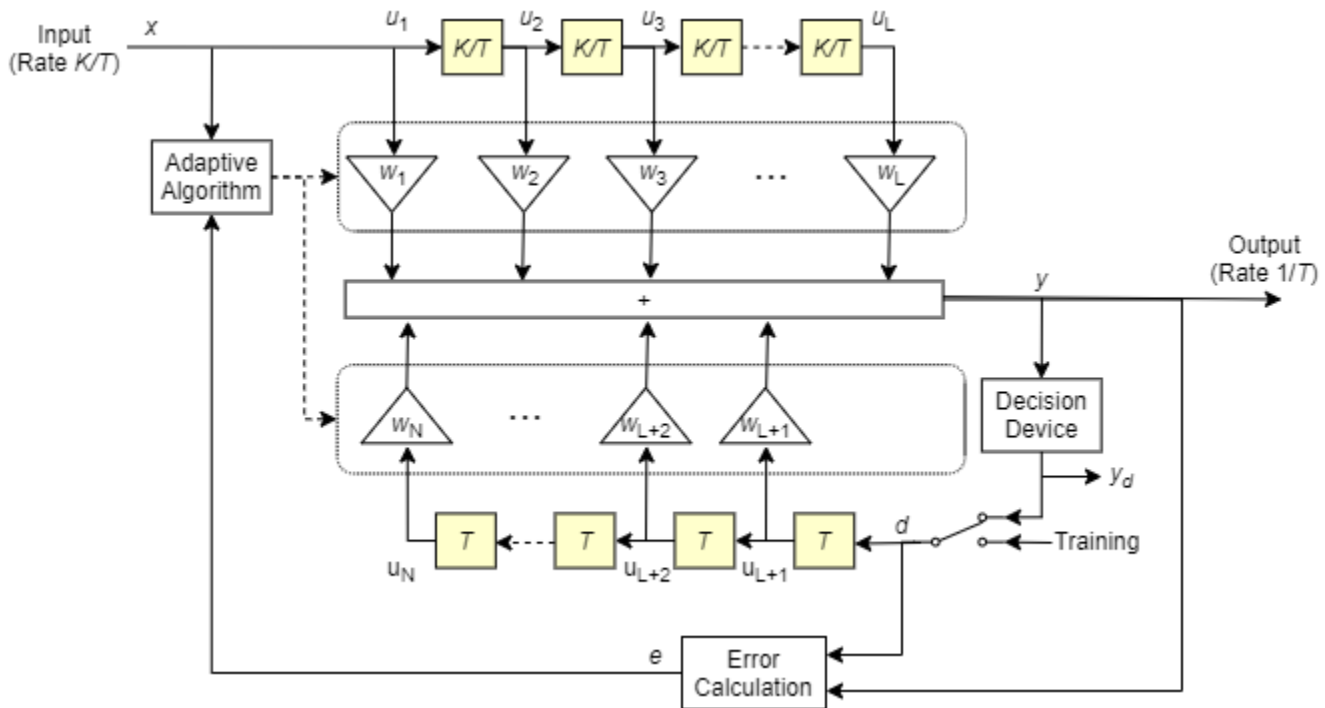 Input
(Rate K/T)
x
u1
K/T
u2
K/T
u3
K/T
K/T
uL
Adaptive
Algorithm
w1
w2
w3
...
wL
+
y
Output
(Rate 1/T)
wN
...
wL+2
wL+1
Decision
Device
yd
T
T
T
T
d
Training
uN
uL+2
uL+1
e
Error
Calculation